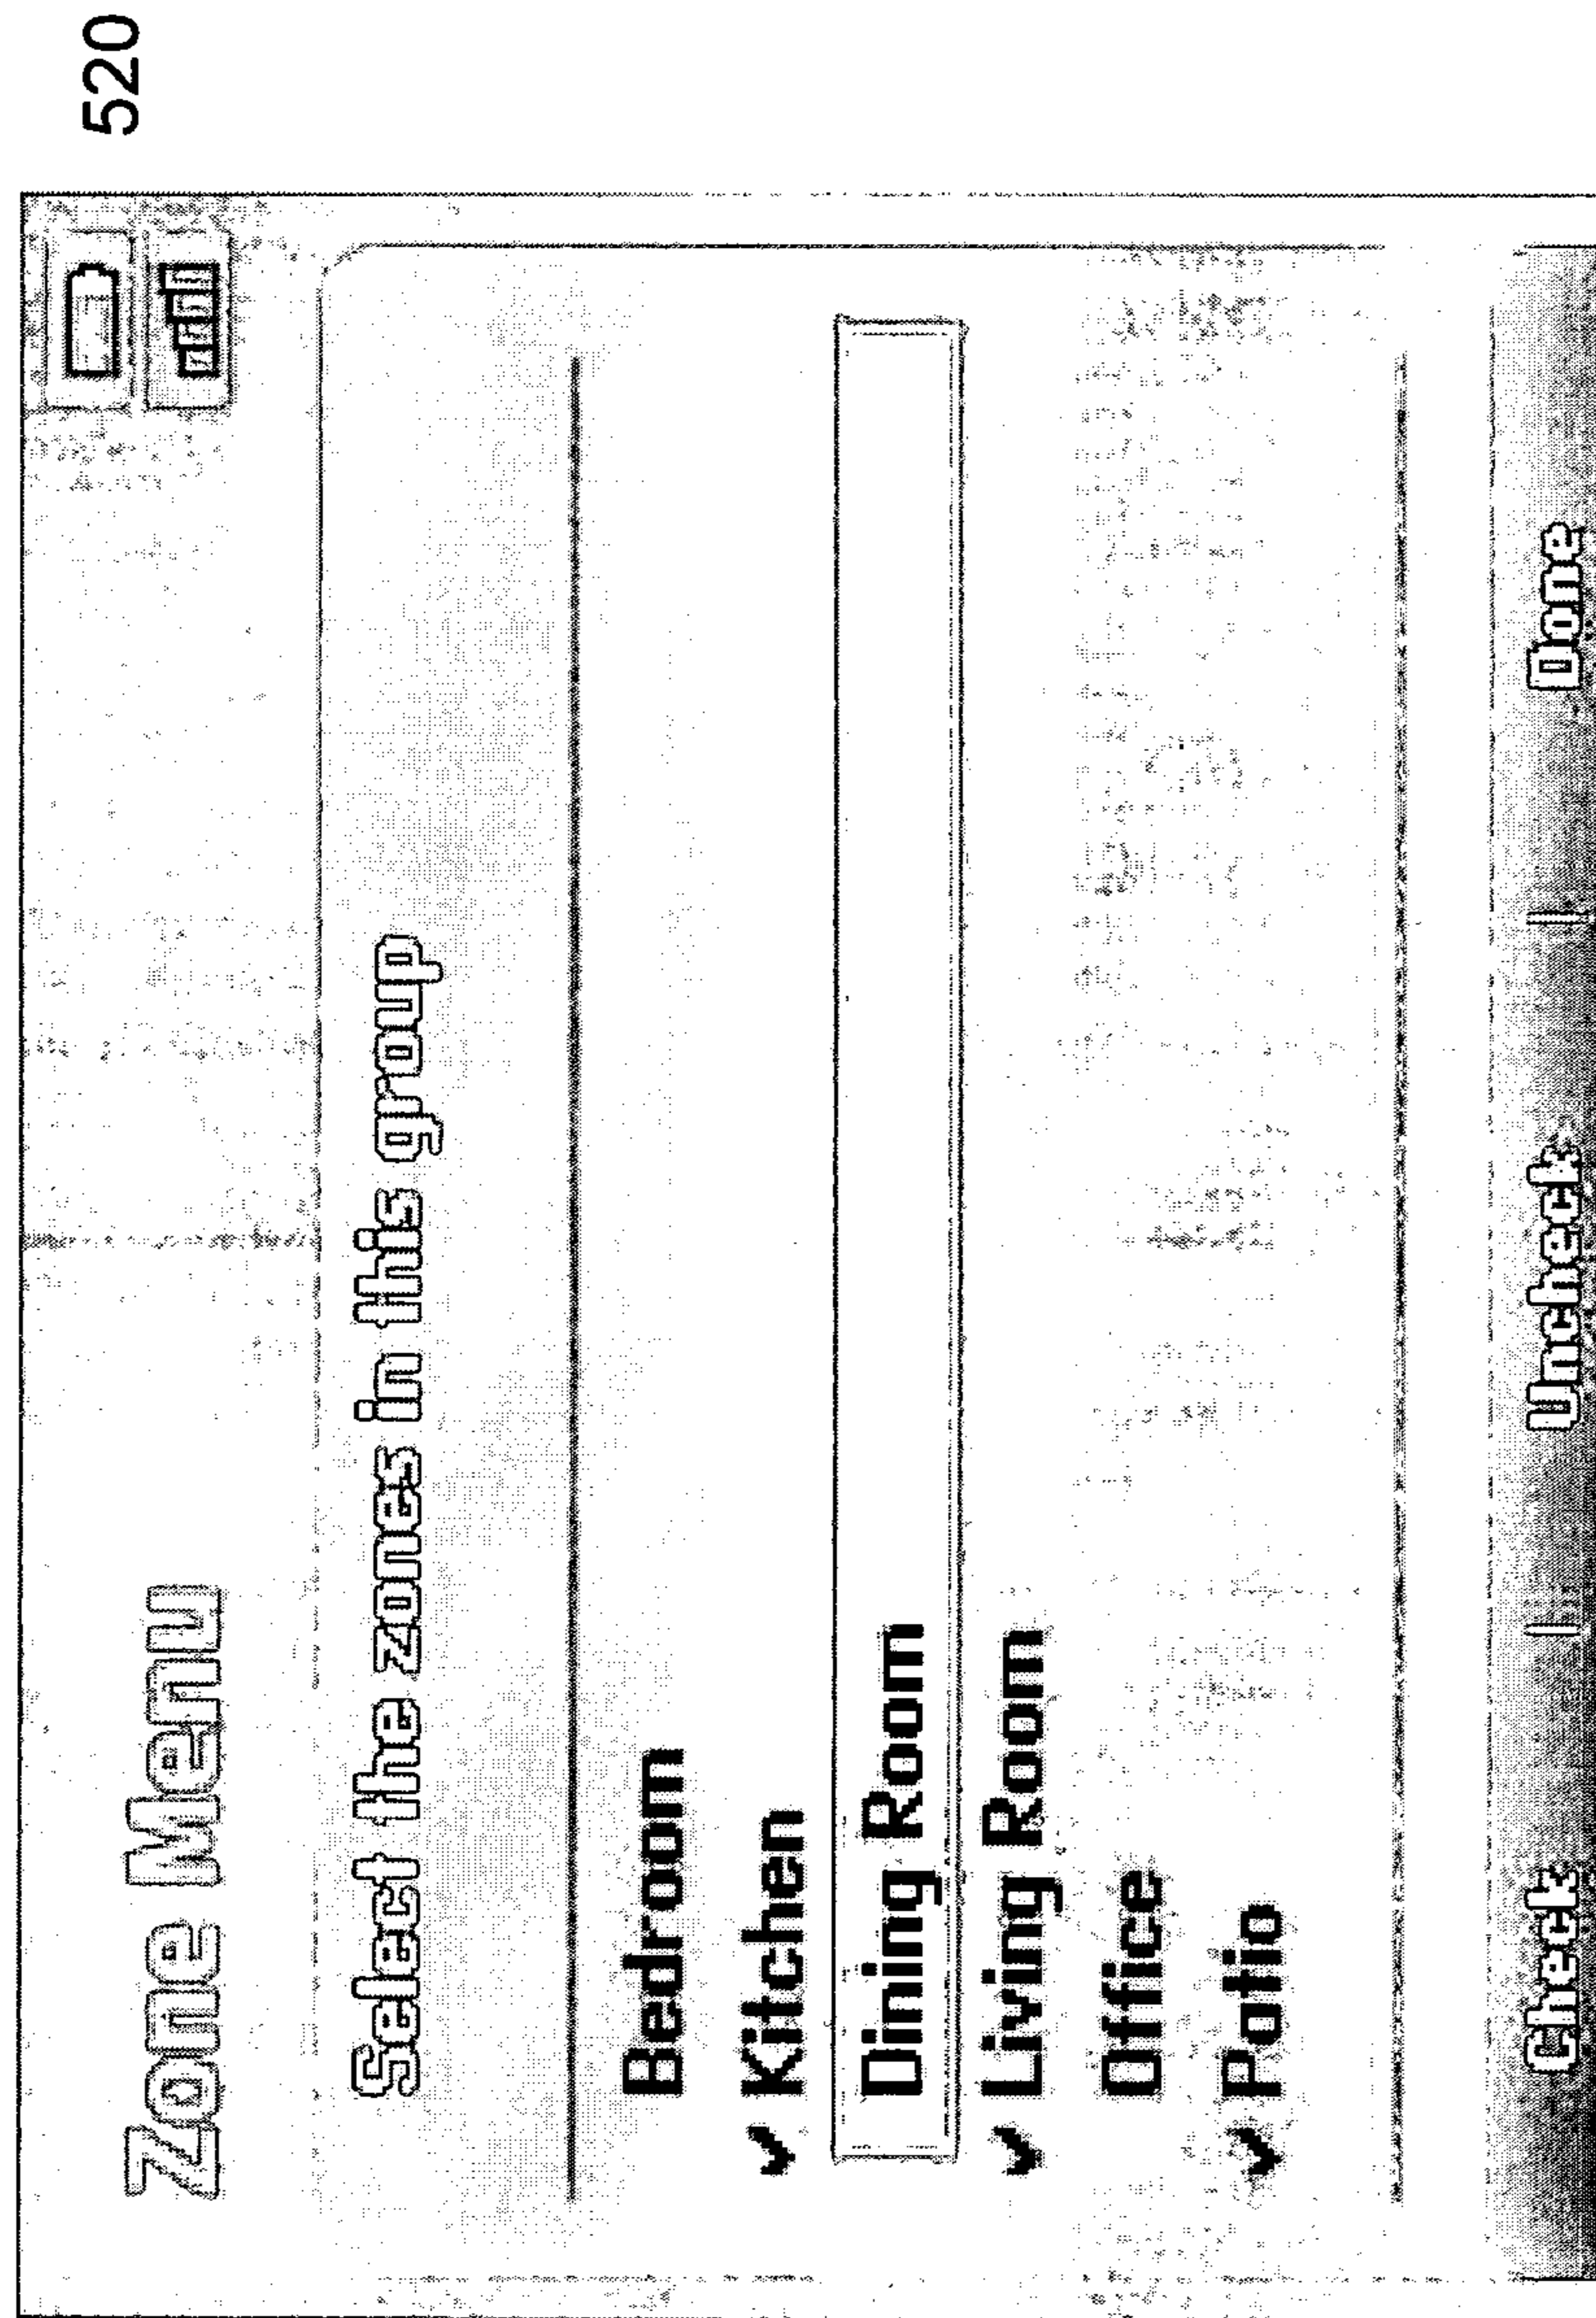 520
Zone Menu
Select the zones in this group
Bedroom
✓ Kitchen
Dining Room
✓ Living Room
Office
✓ Patio
Check | Uncheck | Done